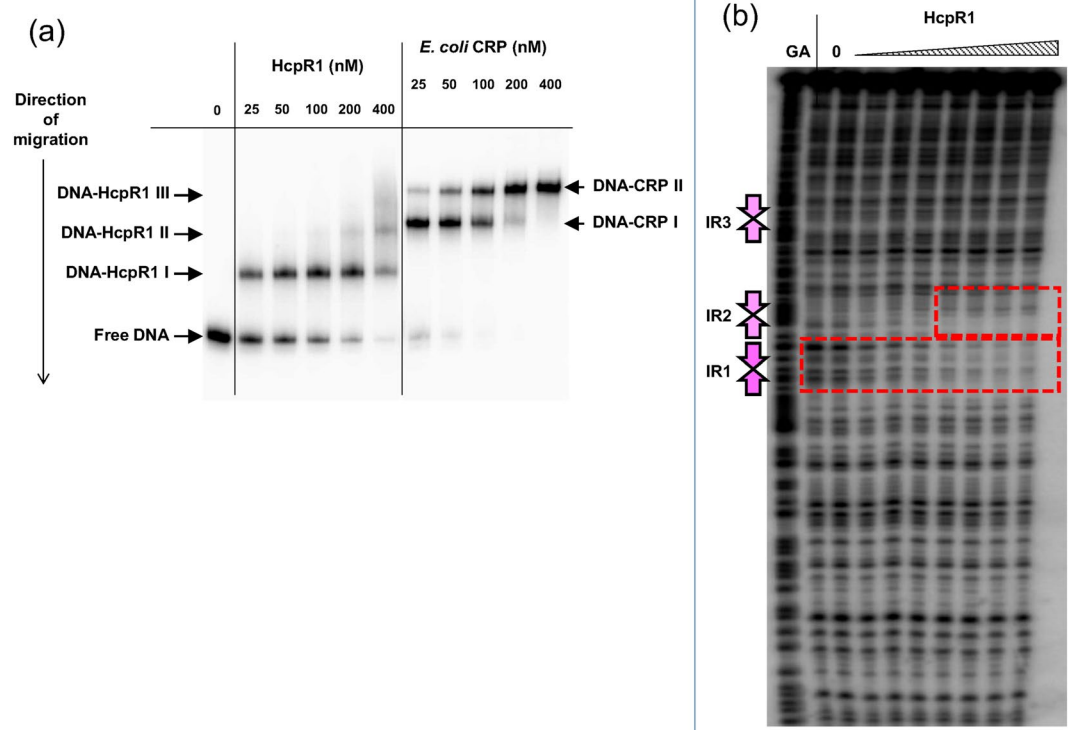 (a)
HcpR1 (nM)
E. coli CRP (nM)
0
25
50
100
200
400
25
50
100
200
400
Direction
of
migration
DNA-HcpR1 III
DNA-HcpR1 II
DNA-HcpR1 I
Free DNA
DNA-CRP II
DNA-CRP I
(b)
HcpR1
GA
0
IR3
IR2
IR1